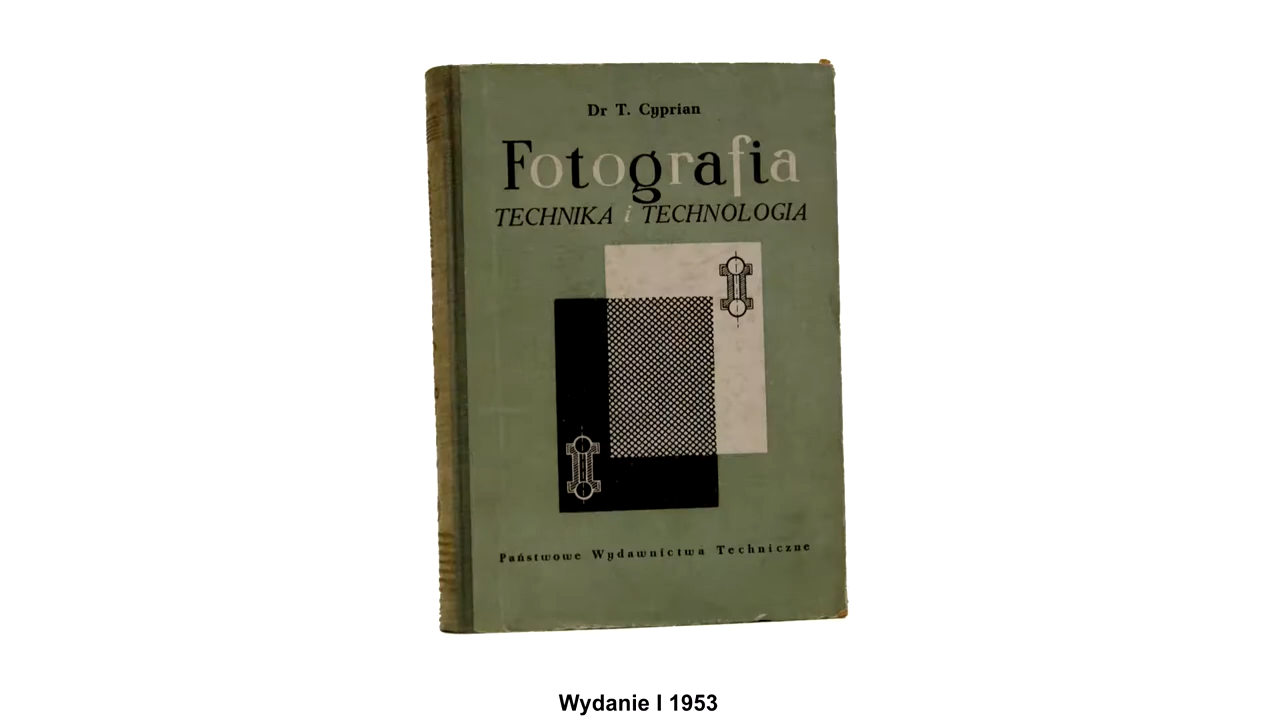 Dr T. Cyprian
Fotografia
TECHNIKA i TECHNOLOGIA
Państwowe Wydawnictwa Techniczne
Wydanie I 1953